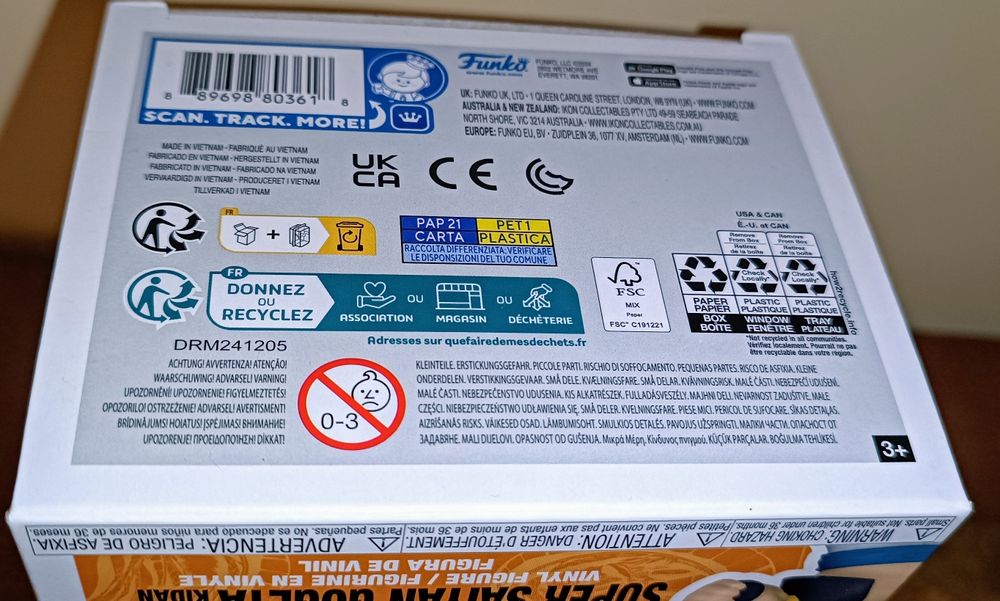 8 89698 80361 8
SCAN. TRACK. MORE!
Funko
www.funko.com
FUNKO, LLC
2802 WETMORE AVE
EVERETT, WA 98201
Google Play
App Store
UK: FUNKO UK, LTD • 1 QUEEN CAROLINE STREET, LONDON, W6 9YN (UK) • WWW.FUNKO.COM
AUSTRALIA & NEW ZEALAND: IKON COLLECTABLES PTY LTD 49-59 SEABEACH PARADE
NORTH SHORE, VIC 3214 AUSTRALIA • WWW.IKONCOLLECTABLES.COM.AU
EUROPE: FUNKO EU, BV • ZUIDPLEIN 36, 1077 XV, AMSTERDAM (NL) • WWW.FUNKO.COM
MADE IN VIETNAM • FABRIQUÉ AU VIETNAM
FABRICADO EN VIETNAM • HERGESTELLT IN VIETNAM
FABBRICATO IN VIETNAM • FABRICADO NA VIETNAM
VERVAARDIGD IN VIETNAM • PRODUCERET I VIETNAM
TILLVERKAD I VIETNAM
UK
CA
CE
FR
+
PAP 21 PET 1
CARTA PLASTICA
RACCOLTA DIFFERENZIATA: VERIFICARE
LE DISPOSIZIONI DEL TUO COMUNE
FR
DONNEZ
OU
RECYCLEZ
ASSOCIATION
OU
MAGASIN
OU
DÉCHÈTERIE
Adresses sur quefairedemesdechets.fr
FSC
MIX
Paper
FSC® C191221
USA & CAN
É.-U. et CAN
Remove From Box
Retirez de la boîte
Remove From Box
Retirez de la boîte
Check Locally*
Check Locally*
PAPER PAPIER
PLASTIC PLASTIQUE
PLASTIC PLASTIQUE
BOX BOÎTE
WINDOW FENÊTRE
TRAY PLATEAU
how2recycle.info
*Not recycled in all communities.
Vérifiez localement. Pourrait ne pas
être recyclable dans votre région.
DRM241205
ACHTUNG! AVVERTENZA! ATENÇÃO!
WAARSCHUWING! ADVARSEL! VARNING!
UPOZORNĚNÍ! UPOZORNENIE! FIGYELMEZTETÉS!
OPOZORILO! OSTRZEŻENIE! ADVARSEL! AVERTISMENT!
BRĪDINĀJUMS! HOIATUS! ĮSPĖJIMAS! ВНИМАНИЕ!
UPOZORENJE! ΠΡΟΕΙΔΟΠΟΙΗΣΗ! DİKKAT!
0-3
KLEINTEILE. ERSTICKUNGSGEFAHR. PICCOLE PARTI. RISCHIO DI SOFFOCAMENTO. PEQUENAS PARTES. RISCO DE ASFIXIA. KLEINE
ONDERDELEN. VERSTIKKINGSGEVAAR. SMÅ DELE. KVÆLNINGSFARE. SMÅ DELAR. KVÄVNINGSRISK. MALÉ ČÁSTI. NEBEZPEČÍ UDUŠENÍ.
MALÉ ČASTI. NEBEZPEČENSTVO UDUSENIA. KIS ALKATRÉSZEK. FULLADÁSVESZÉLY. MAJHNI DELI. NEVARNOST ZADUŠITVE. MAŁE
CZĘŚCI. NIEBEZPIECZEŃSTWO UDŁAWIENIA SIĘ. SMÅ DELER. KVELNINGSFARE. PIESE MICI. PERICOL DE SUFOCARE. SĪKAS DETAĻAS.
AIZRĪŠANĀS RISKS. VÄIKESED OSAD. LÄMBUMISOHT. SMULKIOS DETALĖS. PAVOJUS UŽSPRINGTI. МАЛКИ ЧАСТИ. ОПАСНОСТ ОТ
ЗАДАВЯНЕ. MALI DIJELOVI. OPASNOST OD GUŠENJA. Μικρά Μέρη. Κίνδυνος πνιγμού. KÜÇÜK PARÇALAR. BOĞULMA TEHLİKESİ.
3+
WARNING: CHOKING HAZARD
Small parts. Not suitable for children under 36 months.
ATTENTION: DANGER D'ÉTOUFFEMENT.
Petites pièces. Ne convient pas aux enfants de moins de 36 mois.
ADVERTENCIA: PELIGRO DE ASFIXIA.
Partes pequeñas. No es adecuado para niños menores de 36 meses.
SUPER SAIYAN GOGETA
VINYL FIGURE / FIGURINE EN VINYLE
FIGURA DE VINIL